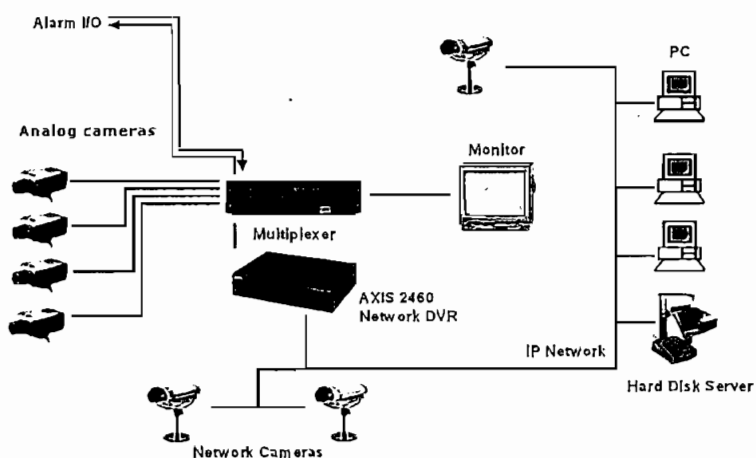 Alarm I/O
PC
Analog cameras
Monitor
Multiplexer
AXIS 2460
Network DVR
IP Network
Hard Disk Server
Network Cameras